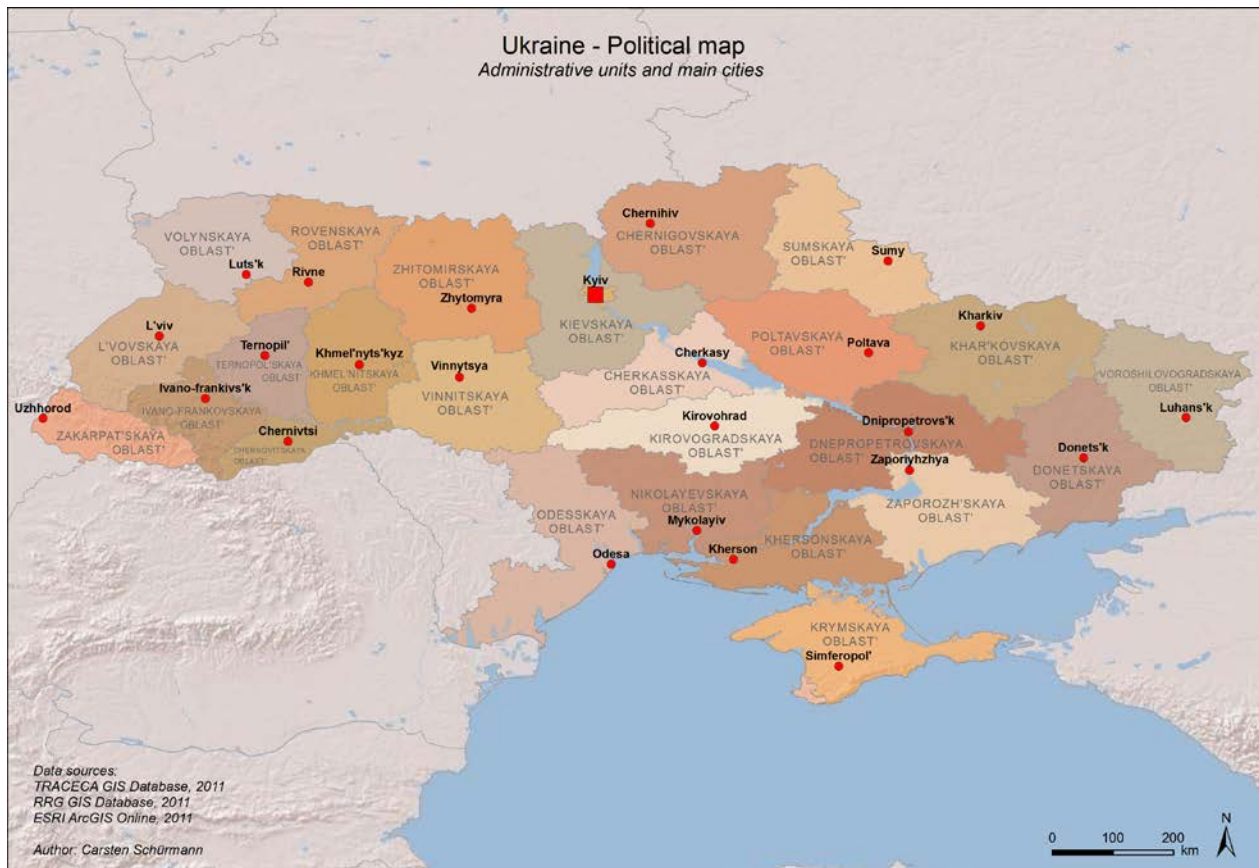 Ukraine - Political map
Administrative units and main cities
Chernihiv
CHERNIGOVSKAYA
OBLAST'
SUMSKAYA
OBLAST'
Sumy
VOLYNSKAYA
OBLAST'
Luts'k
ROVENSKAYA
OBLAST'
Rivne
ZHITOMIRSKAYA
OBLAST'
Zhytomyra
Kyiv
KIEVSKAYA
OBLAST'
L'viv
L'VOVSKAYA
OBLAST'
Ternopil'
TERNOPOL'SKAYA
OBLAST'
Khmel'nyts'kyz
KHMEL'NITSKAYA
OBLAST'
Vinnytsya
VINNITSKAYA
OBLAST'
Cherkasy
CHERKASSKAYA
OBLAST'
POLTAVSKAYA
OBLAST'
Poltava
Kharkiv
KHAR'KOVSKAYA
OBLAST'
VOROSHILOVOGRADSKAYA
OBLAST'
Luhans'k
Ivano-frankivs'k
IVANO-FRANKOVSKAYA
OBLAST'
Uzhhorod
ZAKARPAT'SKAYA
OBLAST'
Chernivtsi
CHERNOVITSKAYA
OBLAST'
Kirovohrad
KIROVOGRADSKAYA
OBLAST'
Dnipropetrovs'k
DNEPROPETROVSKAYA
OBLAST'
Zaporiyhzhya
Donets'k
DONETSKAYA
OBLAST'
ZAPOROZH'SKAYA
OBLAST'
ODESSKAYA
OBLAST'
Odesa
NIKOLAYEVSKAYA
OBLAST'
Mykolayiv
Kherson
KHERSONSKAYA
OBLAST'
KRYMSKAYA
OBLAST'
Simferopol'
Data sources:
TRACECA GIS Database, 2011
RRG GIS Database, 2011
ESRI ArcGIS Online, 2011
Author: Carsten Schürmann
N
0 100 200
km